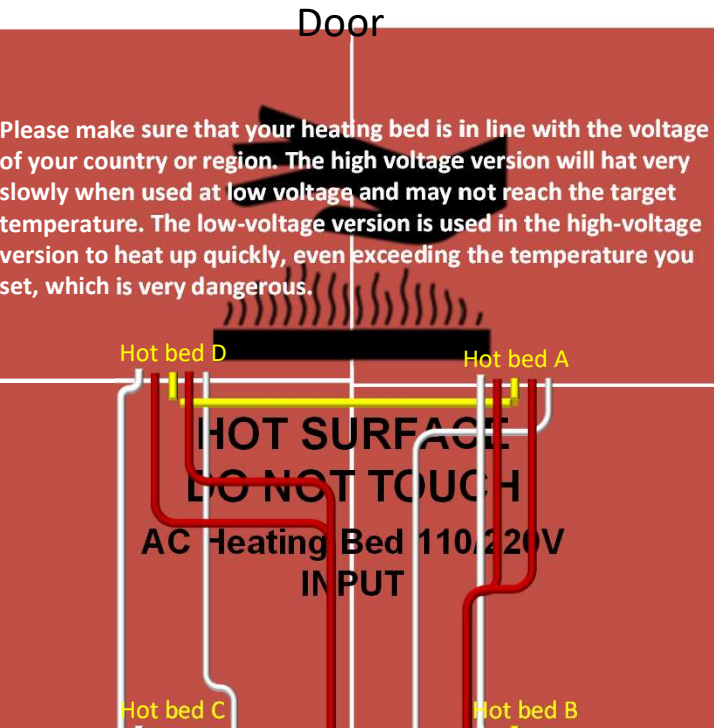 Door
Please make sure that your heating bed is in line with the voltage
of your country or region. The high voltage version will hat very
slowly when used at low voltage and may not reach the target
temperature. The low-voltage version is used in the high-voltage
version to heat up quickly, even exceeding the temperature you
set, which is very dangerous.
Hot bed D
Hot bed A
HOT SURFACE
DO NOT TOUCH
AC Heating Bed 110/220V
INPUT
Hot bed C
Hot bed B